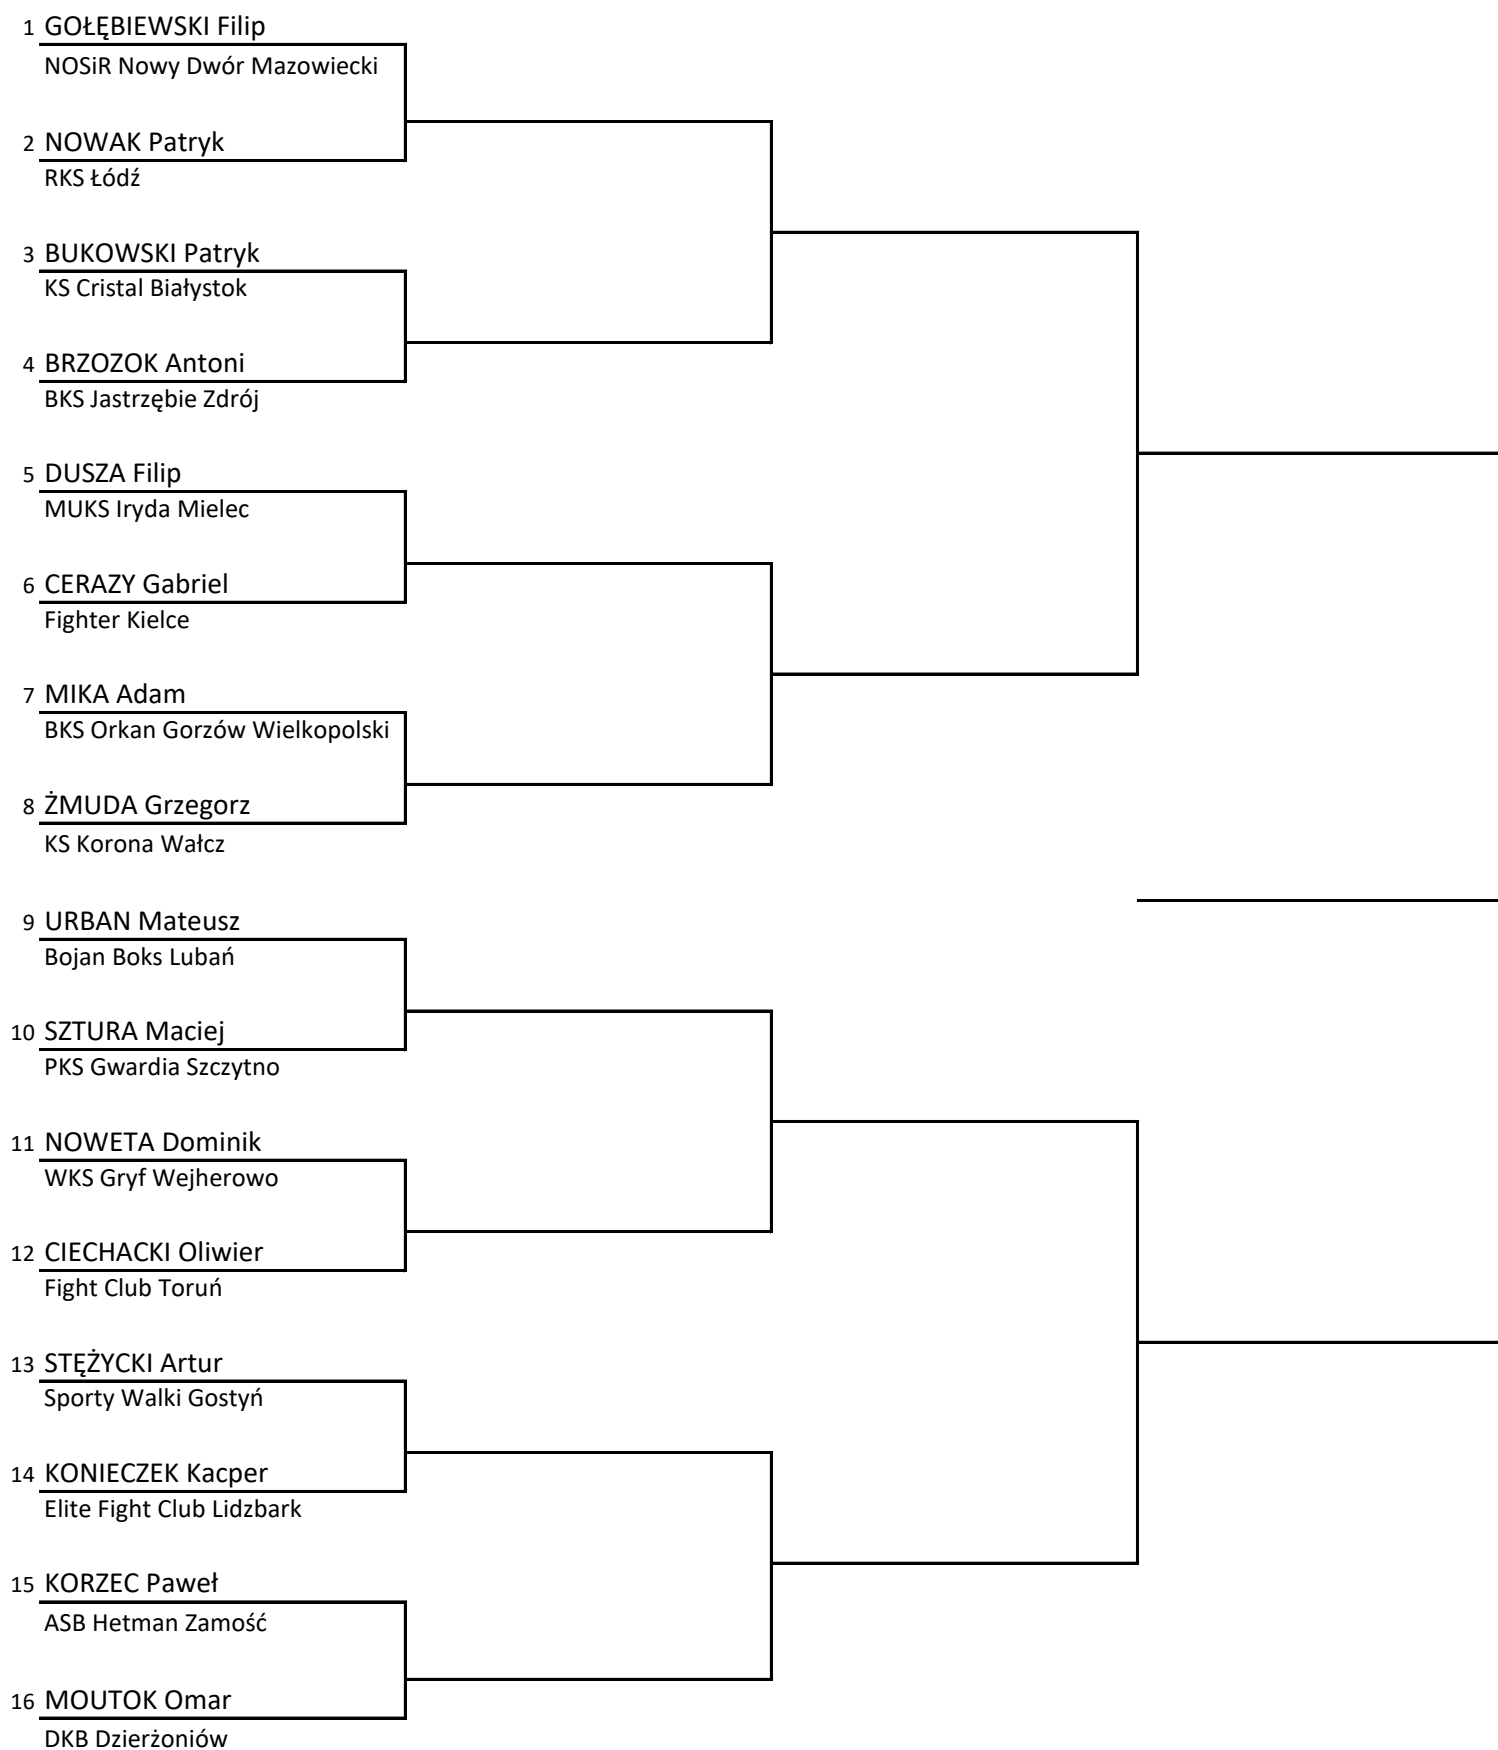 1 GOŁĘBIEWSKI Filip
NOSiR Nowy Dwór Mazowiecki
2 NOWAK Patryk
RKS Łódź
3 BUKOWSKI Patryk
KS Cristal Białystok
4 BRZOZOK Antoni
BKS Jastrzębie Zdrój
5 DUSZA Filip
MUKS Iryda Mielec
6 CERAZY Gabriel
Fighter Kielce
7 MIKA Adam
BKS Orkan Gorzów Wielkopolski
8 ŻMUDA Grzegorz
KS Korona Wałcz
9 URBAN Mateusz
Bojan Boks Lubań
10 SZTURA Maciej
PKS Gwardia Szczytno
11 NOWETA Dominik
WKS Gryf Wejherowo
12 CIECHACKI Oliwier
Fight Club Toruń
13 STĘŻYCKI Artur
Sporty Walki Gostyń
14 KONIECZEK Kacper
Elite Fight Club Lidzbark
15 KORZEC Paweł
ASB Hetman Zamość
16 MOUTOK Omar
DKB Dzierżoniów